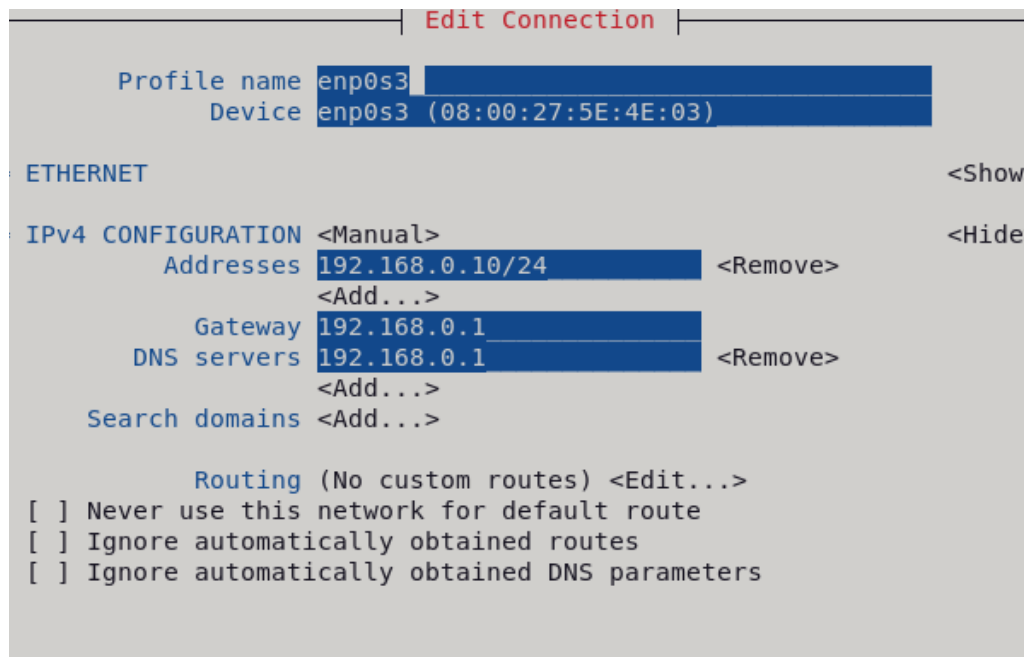 Edit Connection
Profile name enp0s3
Device enp0s3 (08:00:27:5E:4E:03)
ETHERNET <Show
IPv4 CONFIGURATION <Manual> <Hide
Addresses 192.168.0.10/24 <Remove>
<Add...>
Gateway 192.168.0.1
DNS servers 192.168.0.1 <Remove>
<Add...>
Search domains <Add...>
Routing (No custom routes) <Edit...>
[ ] Never use this network for default route
[ ] Ignore automatically obtained routes
[ ] Ignore automatically obtained DNS parameters